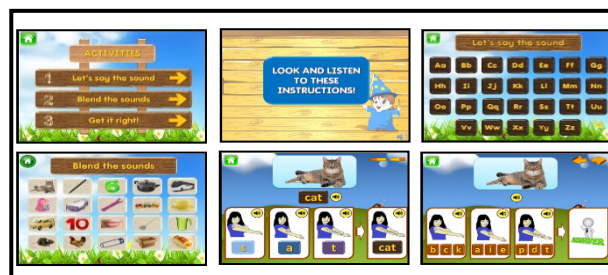 ACTIVITIES
1 Let's say the sound
2 Blend the sounds
3 Get it right!
LOOK AND LISTEN
TO THESE
INSTRUCTIONS!
Let's say the sound
Aa Bb Cc Dd Ee Ff Gg
Hh Ii Jj Kk Ll Mm Nn
Oo Pp Qq Rr Ss Tt Uu
Vv Ww Xx Yy Zz
Blend the sounds
6
10
cat
c a t cat
b c k a i e p d t